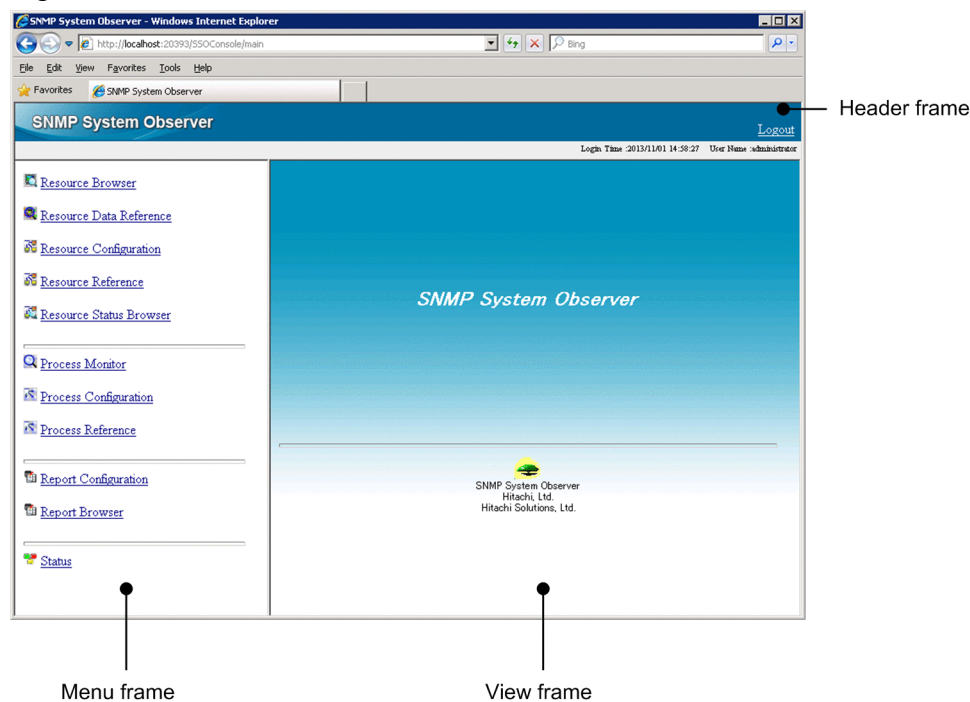 SNMP System Observer - Windows Internet Explorer
http://localhost:20393/SSOConsole/main
Bing
File Edit View Favorites Tools Help
Favorites
SNMP System Observer
SNMP System Observer
Header frame
Logout
Login Time :2013/11/01 14:58:27 User Name :administrator
Resource Browser
Resource Data Reference
Resource Configuration
Resource Reference
Resource Status Browser
Process Monitor
Process Configuration
Process Reference
Report Configuration
Report Browser
Status
SNMP System Observer
SNMP System Observer
Hitachi, Ltd.
Hitachi Solutions, Ltd.
Menu frame
View frame